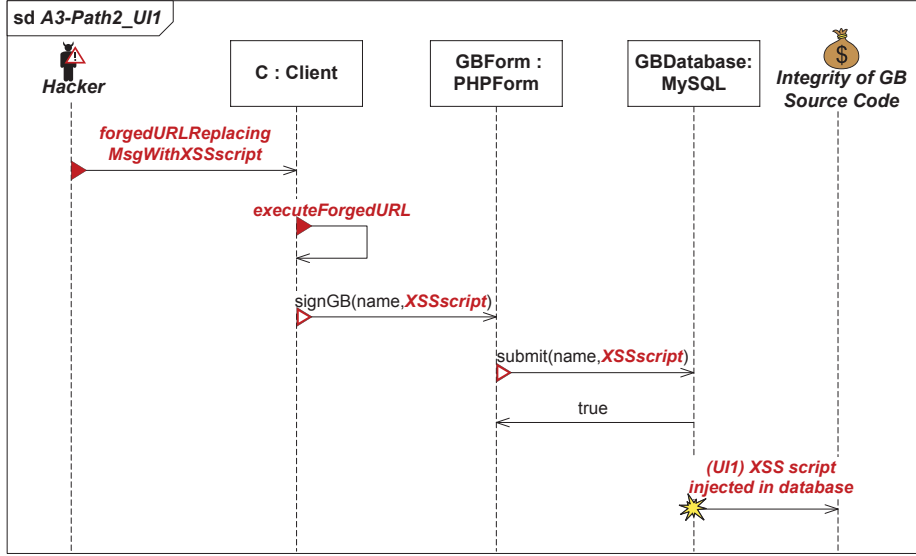 sd A3-Path2_UI1
Hacker
C : Client
GBForm :
PHPForm
GBDatabase:
MySQL
$
Integrity of GB
Source Code
forgedURLReplacing
MsgWithXSSscript
executeForgedURL
signGB(name,XSSscript)
submit(name,XSSscript)
true
(UI1) XSS script
injected in database